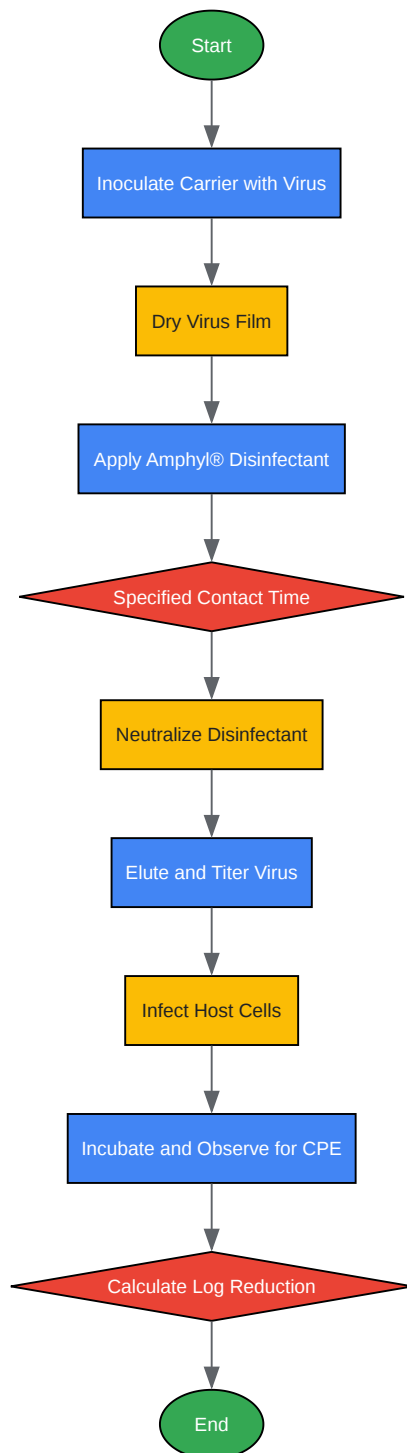 Start
Inoculate Carrier with Virus
Dry Virus Film
Apply Amphyl® Disinfectant
Specified Contact Time
Neutralize Disinfectant
Elute and Titer Virus
Infect Host Cells
Incubate and Observe for CPE
Calculate Log Reduction
End